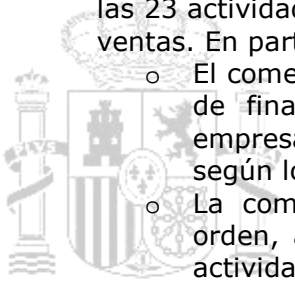 las 23 actividad
ventas. En part
o El come
de fina
empresa
según lo
o La com
orden, a
activida